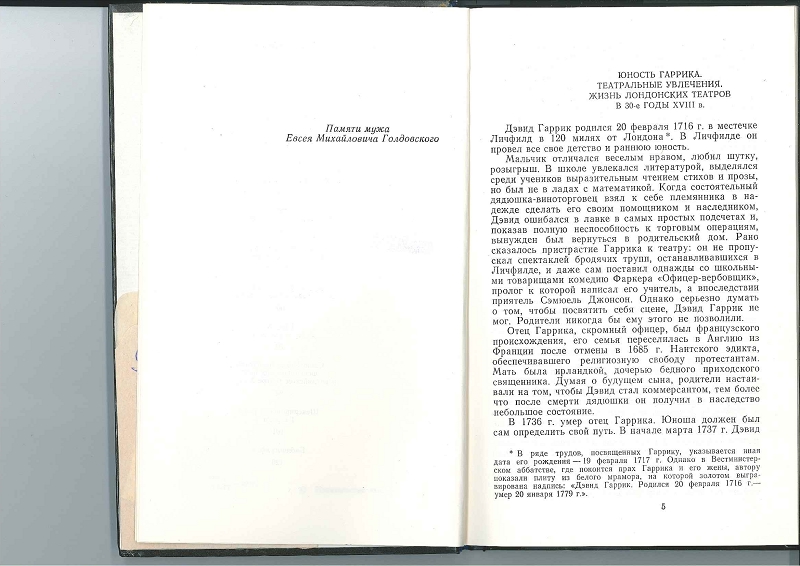 Памяти мужа
Евсея Михайловича Голдовского
ЮНОСТЬ ГАРРИКА.
ТЕАТРАЛЬНЫЕ УВЛЕЧЕНИЯ.
ЖИЗНЬ ЛОНДОНСКИХ ТЕАТРОВ
В 30-е ГОДЫ XVIII в.
Дэвид Гаррик родился 20 февраля 1716 г. в местечке
Личфилд в 120 милях от Лондона*. В Личфилде он
провел все свое детство и раннюю юность.
Мальчик отличался веселым нравом, любил шутку,
розыгрыш. В школе увлекался литературой, выделялся
среди учеников выразительным чтением стихов и прозы,
но был не в ладах с математикой. Когда состоятельный
дядюшка-виноторговец взял к себе племянника в на-
дежде сделать его своим помощником и наследником,
Дэвид ошибался в лавке в самых простых подсчетах и,
показав полную неспособность к торговым операциям,
вынужден был вернуться в родительский дом. Рано
сказалось пристрастие Гаррика к театру: он не пропу-
скал спектаклей бродячих трупп, останавливавшихся в
Личфилде, и даже сам поставил однажды со школьны-
ми товарищами комедию Фаркера «Офицер-вербовщик»,
пролог к которой написал его учитель, а впоследствии
приятель Сэмюель Джонсон. Однако серьезно думать
о том, чтобы посвятить себя сцене, Дэвид Гаррик не
мог. Родители никогда бы ему этого не позволили.
Отец Гаррика, скромный офицер, был французского
происхождения, его семья переселилась в Англию из
Франции после отмены в 1685 г. Нантского эдикта,
обеспечивавшего религиозную свободу протестантам.
Мать была ирландкой, дочерью бедного приходского
священника. Думая о будущем сына, родители настаи-
вали на том, чтобы Дэвид стал коммерсантом, тем более
что после смерти дядюшки он получил в наследство
небольшое состояние.
В 1736 г. умер отец Гаррика. Юноша должен был
сам определить свой путь. В начале марта 1737 г. Дэвид
* В ряде трудов, посвященных Гаррику, указывается иная
дата его рождения — 19 февраля 1717 г. Однако в Вестминстер-
ском аббатстве, где покоится прах Гаррика и его жены, автору
показали плиту из белого мрамора, на которой золотом выгра-
вирована надпись: «Дэвид Гаррик. Родился 20 февраля 1716 г.—
умер 20 января 1779 г.».
5